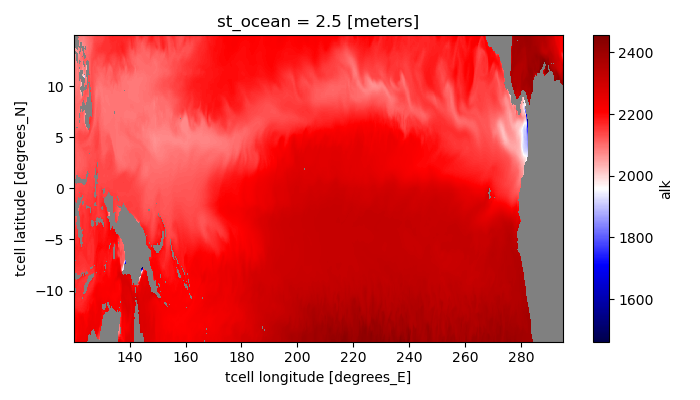 st_ocean = 2.5 [meters]
10
5
0
−5
−10
tcell latitude [degrees_N]
140 160 180 200 220 240 260 280
tcell longitude [degrees_E]
2400
2200
2000
1800
1600
alk